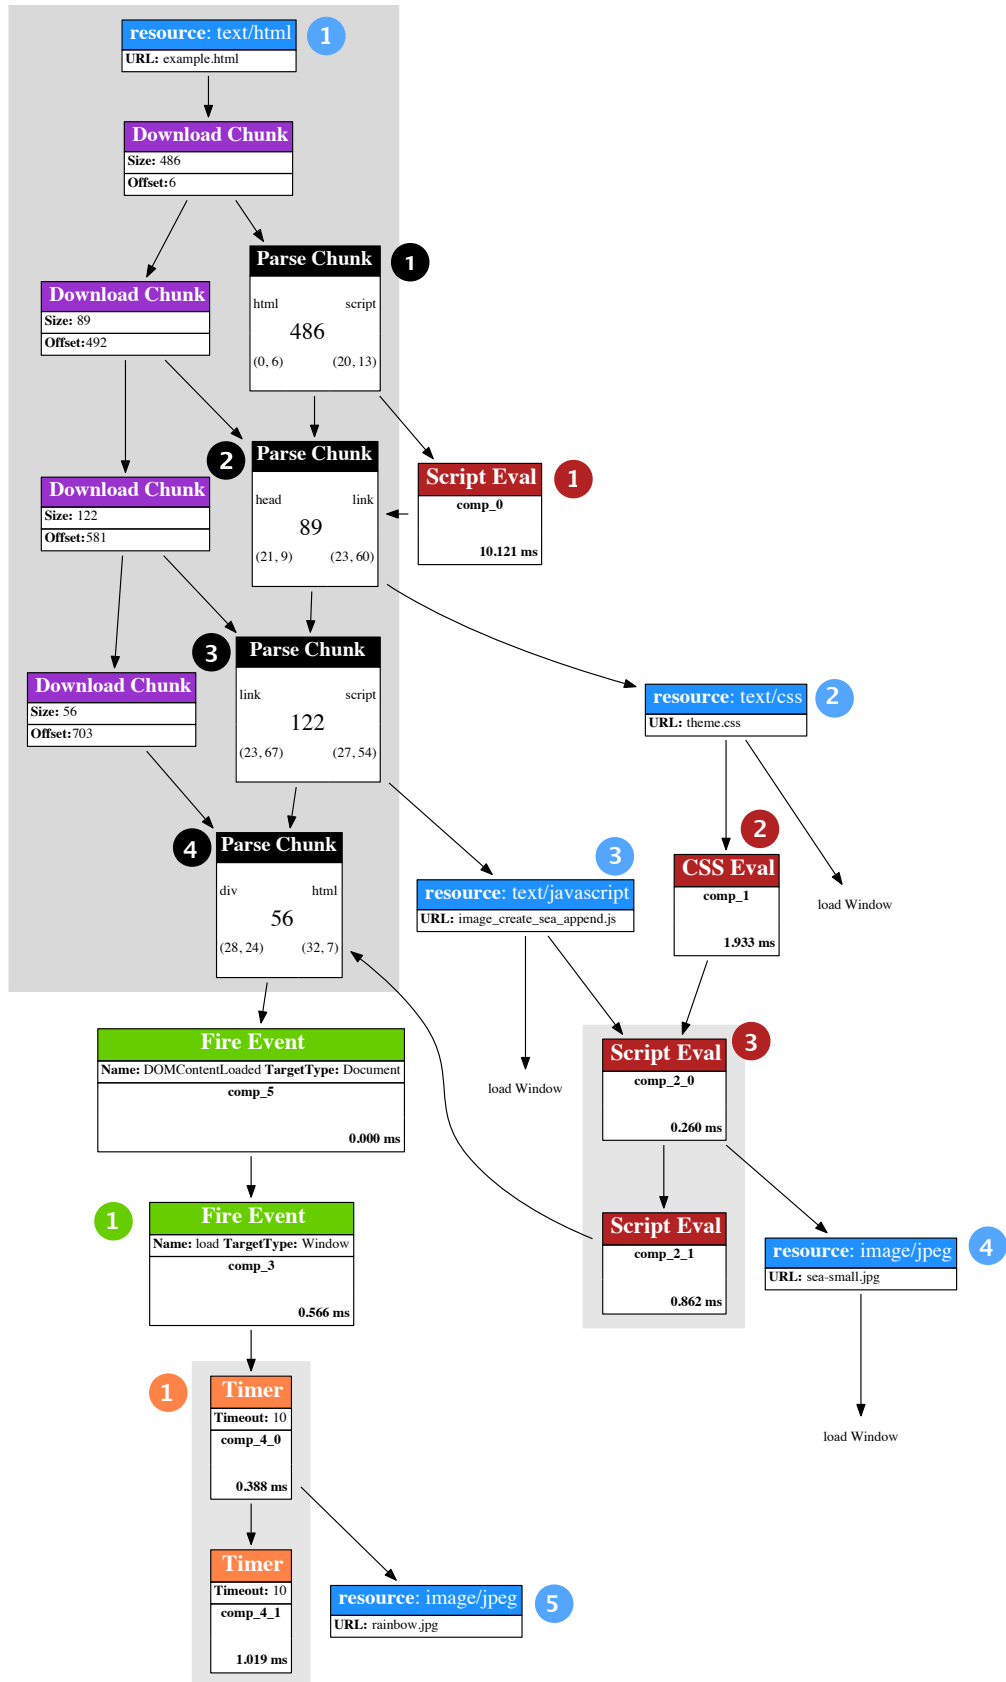 resource: text/html
1
URL: example.html
Download Chunk
Size: 486
Offset:6
Parse Chunk
1
html script
486
(0, 6) (20, 13)
Download Chunk
Size: 89
Offset:492
2
Parse Chunk
head link
89
(21, 9) (23, 60)
Script Eval
1
comp_0
10.121 ms
Download Chunk
Size: 122
Offset:581
3
Parse Chunk
link script
122
(23, 67) (27, 54)
Download Chunk
Size: 56
Offset:703
resource: text/css
2
URL: theme.css
4
Parse Chunk
div html
56
(28, 24) (32, 7)
3
resource: text/javascript
URL: image_create_sea_append.js
2
CSS Eval
comp_1
1.933 ms
load Window
Fire Event
Name: DOMContentLoaded TargetType: Document
comp_5
0.000 ms
load Window
3
Script Eval
comp_2_0
0.260 ms
1
Fire Event
Name: load TargetType: Window
comp_3
0.566 ms
Script Eval
comp_2_1
0.862 ms
resource: image/jpeg
4
URL: sea-small.jpg
load Window
1
Timer
Timeout: 10
comp_4_0
0.388 ms
Timer
Timeout: 10
comp_4_1
1.019 ms
resource: image/jpeg
5
URL: rainbow.jpg